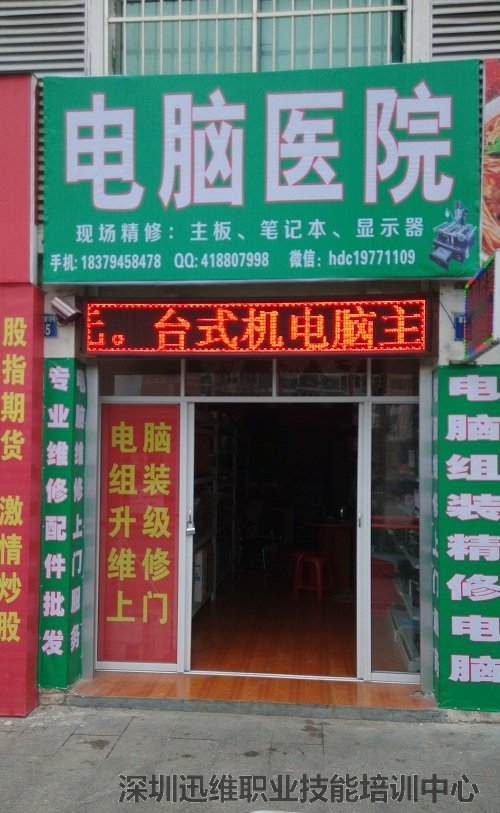 电脑医院
现场精修：主板、笔记本、显示器
手机: 18379458478 QQ: 418807998 微信：hdc19771109
。台式机电脑主
股指期货 激情炒股
专业维修配件批发
上门服务
电脑
组装
升级
维修
上门
电脑组装精修电脑
深圳迅维职业技能培训中心